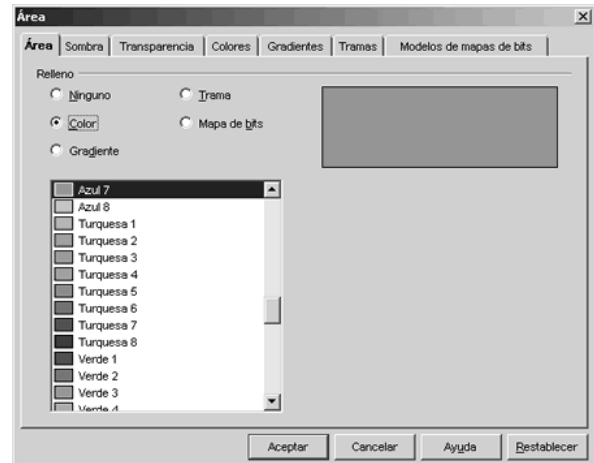 Área
Área Sombra Transparencia Colores Gradientes Tramas Modelos de mapas de bits
Relleno
Ninguno Trama
Color Mapa de bits
Gradiente
Azul 7
Azul 8
Turquesa 1
Turquesa 2
Turquesa 3
Turquesa 4
Turquesa 5
Turquesa 6
Turquesa 7
Turquesa 8
Verde 1
Verde 2
Verde 3
Verde 4
Aceptar Cancelar Ayuda Restablecer